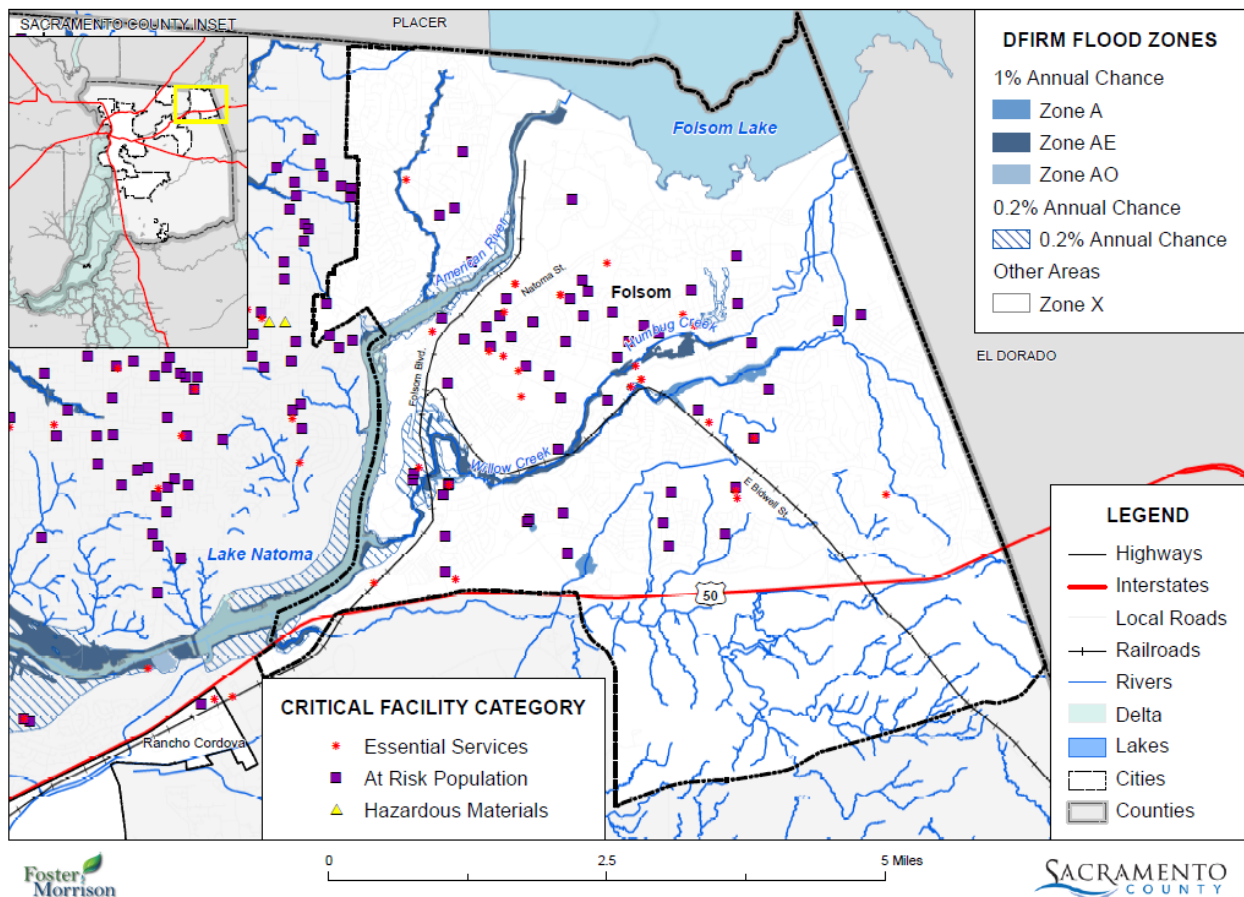 SACRAMENTO COUNTY INSET
PLACER
Folsom Lake
American River
Natoma St.
Folsom
Humbug Creek
Folsom Blvd.
Willow Creek
E Bidwell St.
Lake Natoma
50
Rancho Cordova
EL DORADO
DFIRM FLOOD ZONES
1% Annual Chance
Zone A
Zone AE
Zone AO
0.2% Annual Chance
0.2% Annual Chance
Other Areas
Zone X
LEGEND
Highways
Interstates
Local Roads
Railroads
Rivers
Delta
Lakes
Cities
Counties
CRITICAL FACILITY CATEGORY
Essential Services
At Risk Population
Hazardous Materials
0 2.5 5 Miles
Foster
Morrison
SACRAMENTO
COUNTY